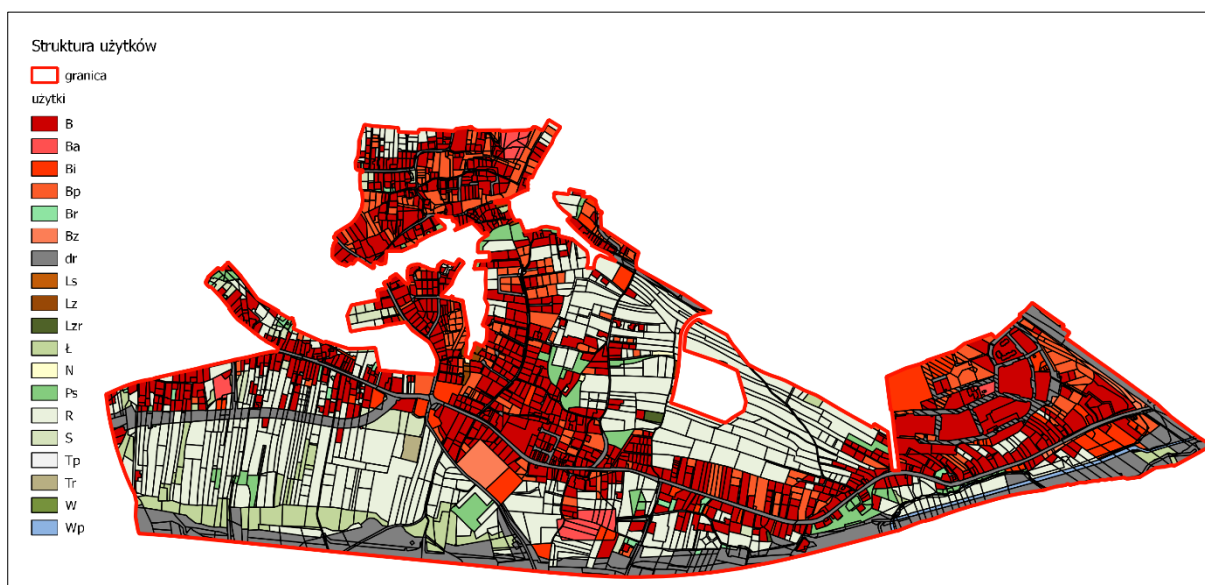 Struktura użytków
granica
użytki
B
Ba
Bi
Bp
Br
Bz
dr
Ls
Lz
Lzr
Ł
N
Ps
R
S
Tp
Tr
W
Wp